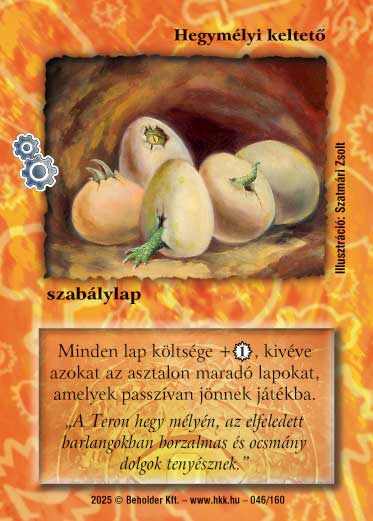 Hegymélyi keltető
Illusztráció: Szatmári Zsolt
szabálylap
Minden lap költsége +1, kivéve
azokat az asztalon maradó lapokat,
amelyek passzívan jönnek játékba.
„A Teron hegy mélyén, az elfeledett
barlangokban borzalmas és ocsmány
dolgok tenyésznek.”
2025 © Beholder Kft. – www.hkk.hu – 046/160